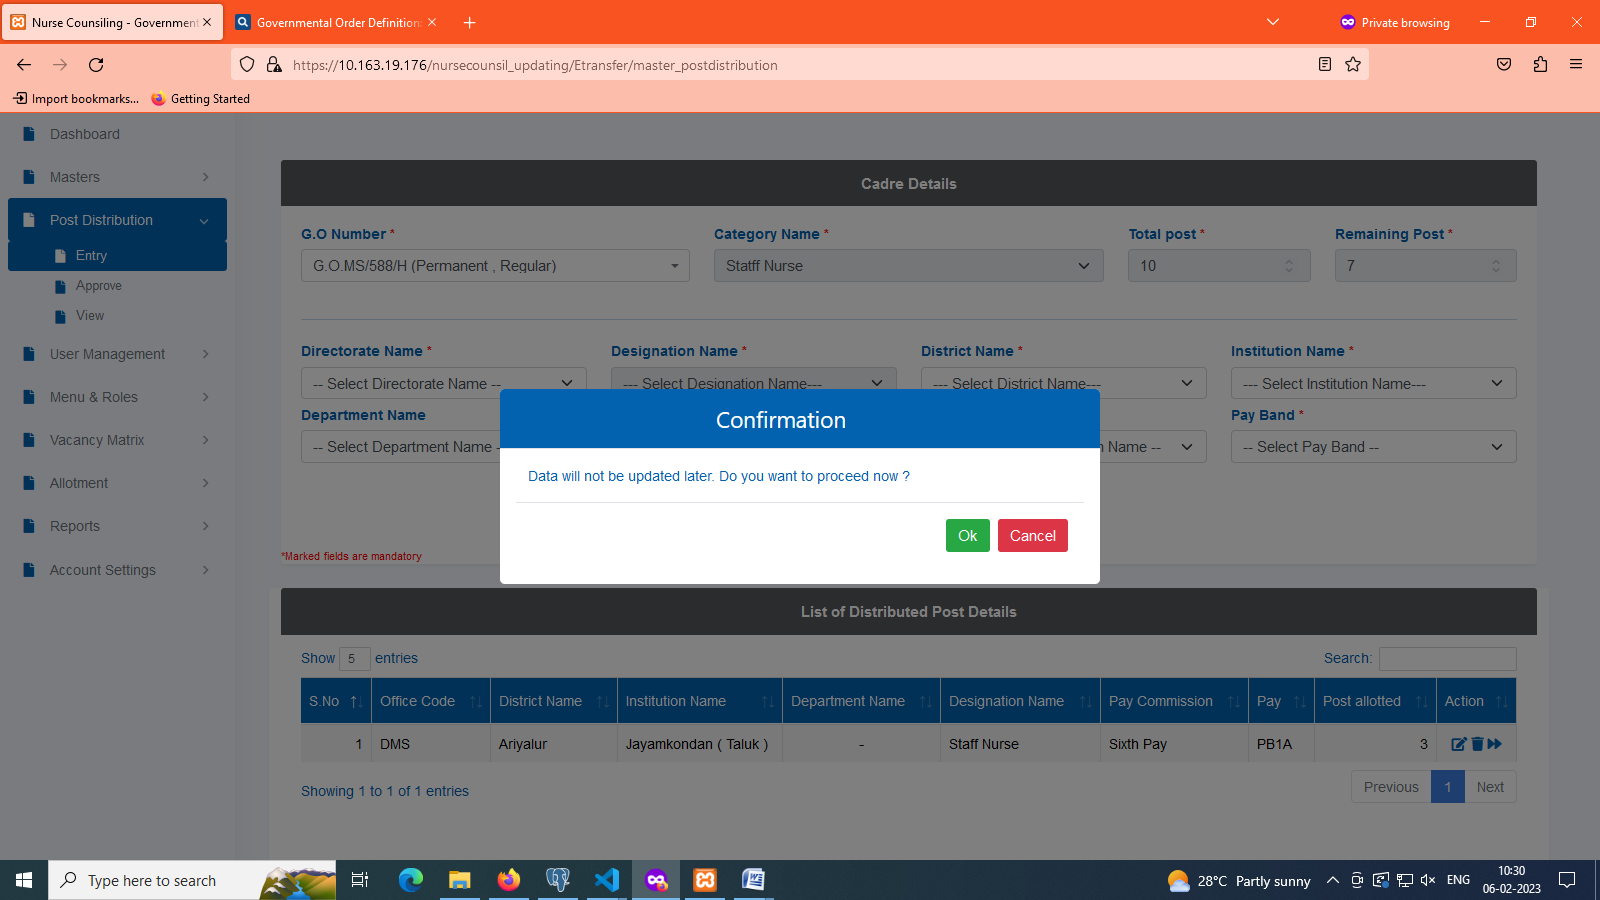 Nurse Counsiling - Government
Governmental Order Definition
Private browsing
https://10.163.19.176/nursecounsil_updating/Etransfer/master_postdistribution
Import bookmarks...
Getting Started
Dashboard
Masters
Post Distribution
Entry
Approve
View
User Management
Menu & Roles
Vacancy Matrix
Allotment
Reports
Account Settings
Cadre Details
G.O Number *
Category Name *
Total post *
Remaining Post *
G.O.MS/588/H (Permanent , Regular)
Statff Nurse
10
7
Directorate Name *
Designation Name *
District Name *
Institution Name *
-- Select Directorate Name --
--- Select Designation Name---
--- Select District Name---
--- Select Institution Name---
Department Name
Pay Band *
-- Select Department Name
n Name --
-- Select Pay Band --
Confirmation
Data will not be updated later. Do you want to proceed now ?
Ok
Cancel
*Marked fields are mandatory
List of Distributed Post Details
Show 5 entries
Search:
S.No
Office Code
District Name
Institution Name
Department Name
Designation Name
Pay Commission
Pay
Post allotted
Action
1
DMS
Ariyalur
Jayamkondan ( Taluk )
-
Staff Nurse
Sixth Pay
PB1A
3
Showing 1 to 1 of 1 entries
Previous
1
Next
Type here to search
28°C Partly sunny
ENG
10:30
06-02-2023